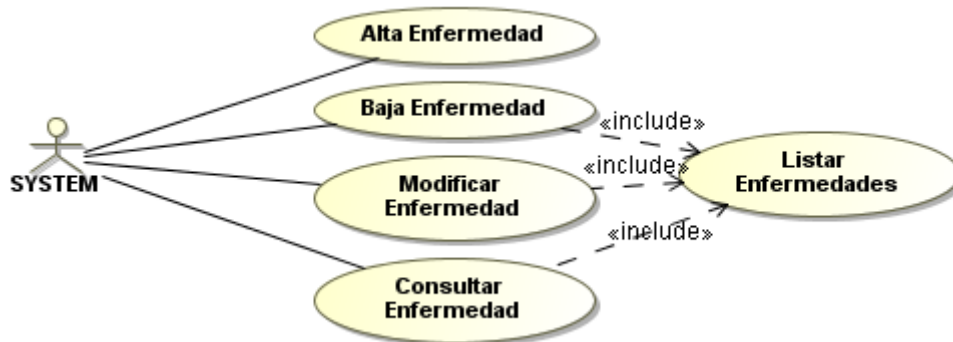 Alta Enfermedad
Baja Enfermedad
«include»
SYSTEM
Modificar
Enfermedad
«include»
Listar
Enfermedades
«include»
Consultar
Enfermedad